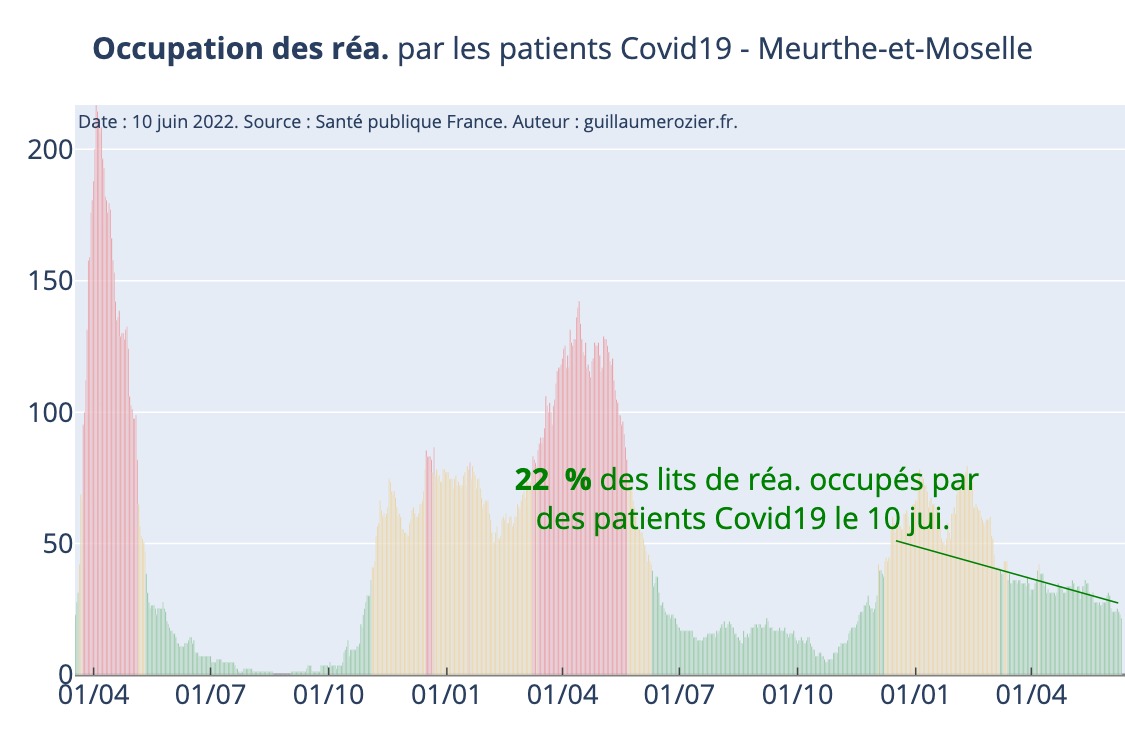 Occupation des réa. par les patients Covid19 - Meurthe-et-Moselle
Date : 10 juin 2022. Source : Santé publique France. Auteur : guillaumerozier.fr.
200
150
100
50
0
22 % des lits de réa. occupés par
des patients Covid19 le 10 jui.
01/04 01/07 01/10 01/01 01/04 01/07 01/10 01/01 01/04